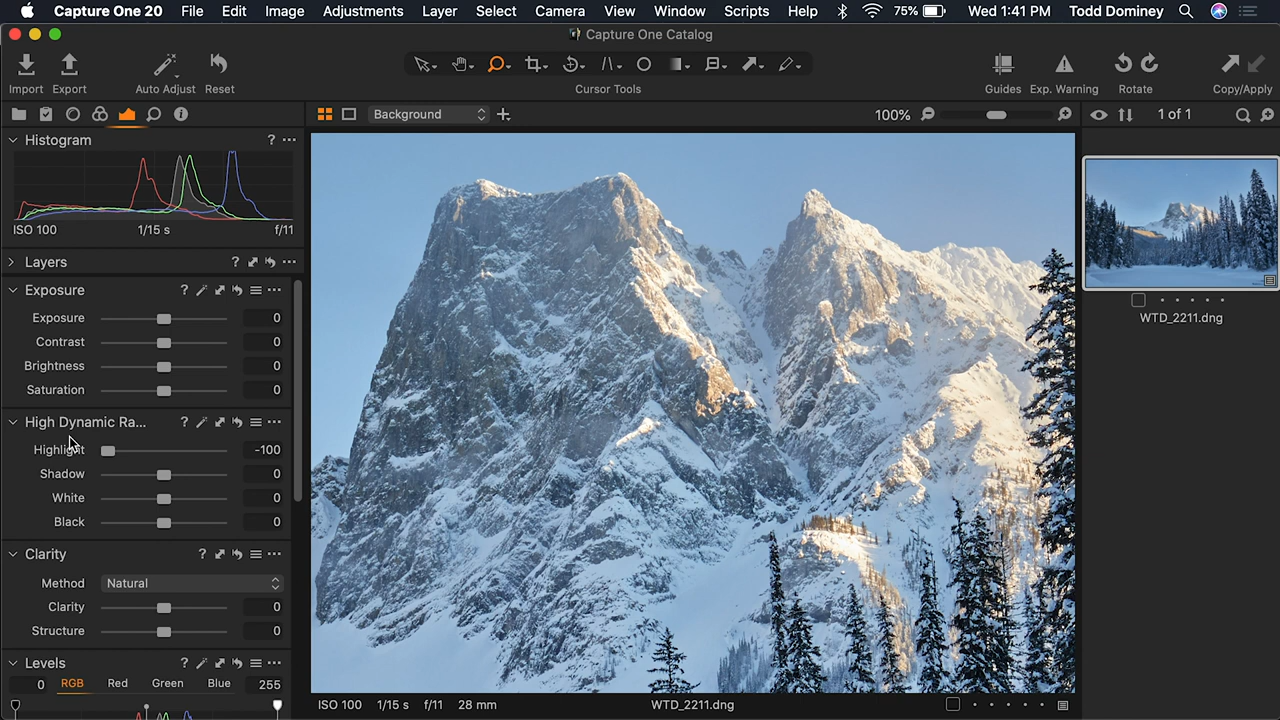 Capture One 20 File Edit Image Adjustments Layer Select Camera View Window Scripts Help 75% Wed 1:41 PM Todd Dominey
Capture One Catalog
Import Export Auto Adjust Reset Cursor Tools Guides Exp. Warning Rotate Copy/Apply
Background 100% 1 of 1
Histogram ?
ISO 100 1/15 s f/11
Layers ?
Exposure ?
Exposure 0
Contrast 0
Brightness 0
Saturation 0
High Dynamic Ra... ?
Highlight -100
Shadow 0
White 0
Black 0
Clarity ?
Method Natural
Clarity 0
Structure 0
Levels ?
0 RGB Red Green Blue 255
ISO 100 1/15 s f/11 28 mm WTD_2211.dng
WTD_2211.dng